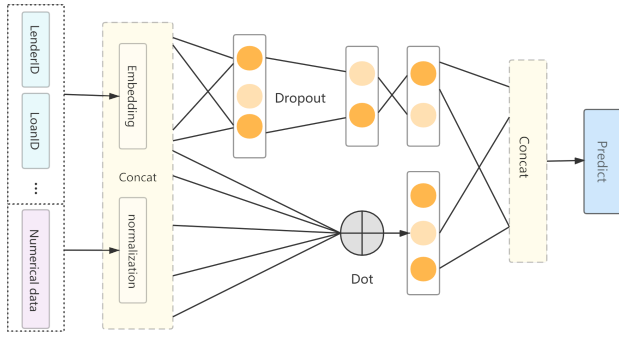 LenderID
LoanID
...
Numerical data
Embedding
Concat
normalization
Dropout
Dot
Concat
Predict